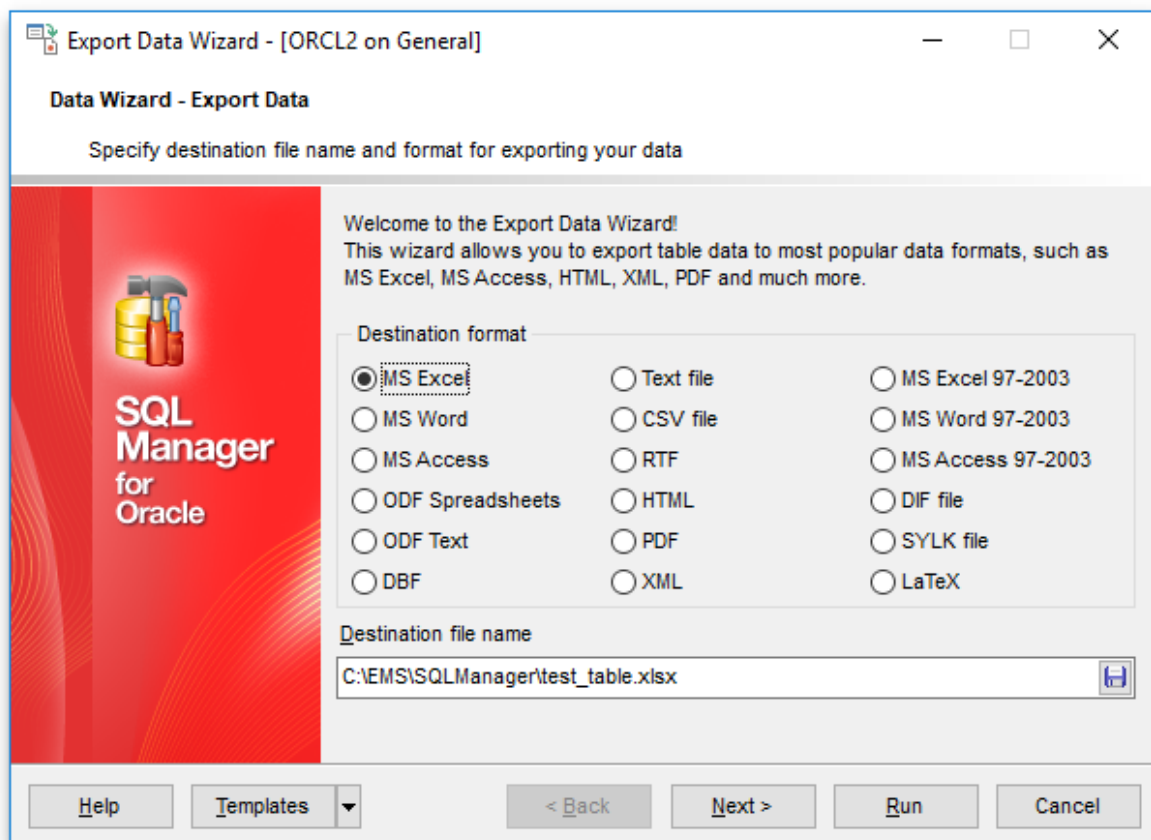 Export Data Wizard - [ORCL2 on General]
Data Wizard - Export Data
Specify destination file name and format for exporting your data
SQL
Manager
for
Oracle
Welcome to the Export Data Wizard!
This wizard allows you to export table data to most popular data formats, such as
MS Excel, MS Access, HTML, XML, PDF and much more.
Destination format
MS Excel
Text file
MS Excel 97-2003
MS Word
CSV file
MS Word 97-2003
MS Access
RTF
MS Access 97-2003
ODF Spreadsheets
HTML
DIF file
ODF Text
PDF
SYLK file
DBF
XML
LaTeX
Destination file name
C:\EMS\SQLManager\test_table.xlsx
Help
Templates
< Back
Next >
Run
Cancel